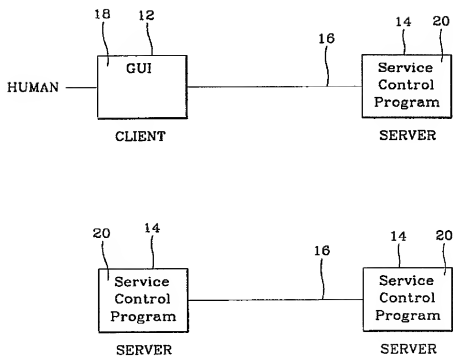 18 12 14 20
16
GUI
HUMAN
Service
Control
Program
CLIENT SERVER
20 14 14 20
16
Service Service
Control Control
Program Program
SERVER SERVER